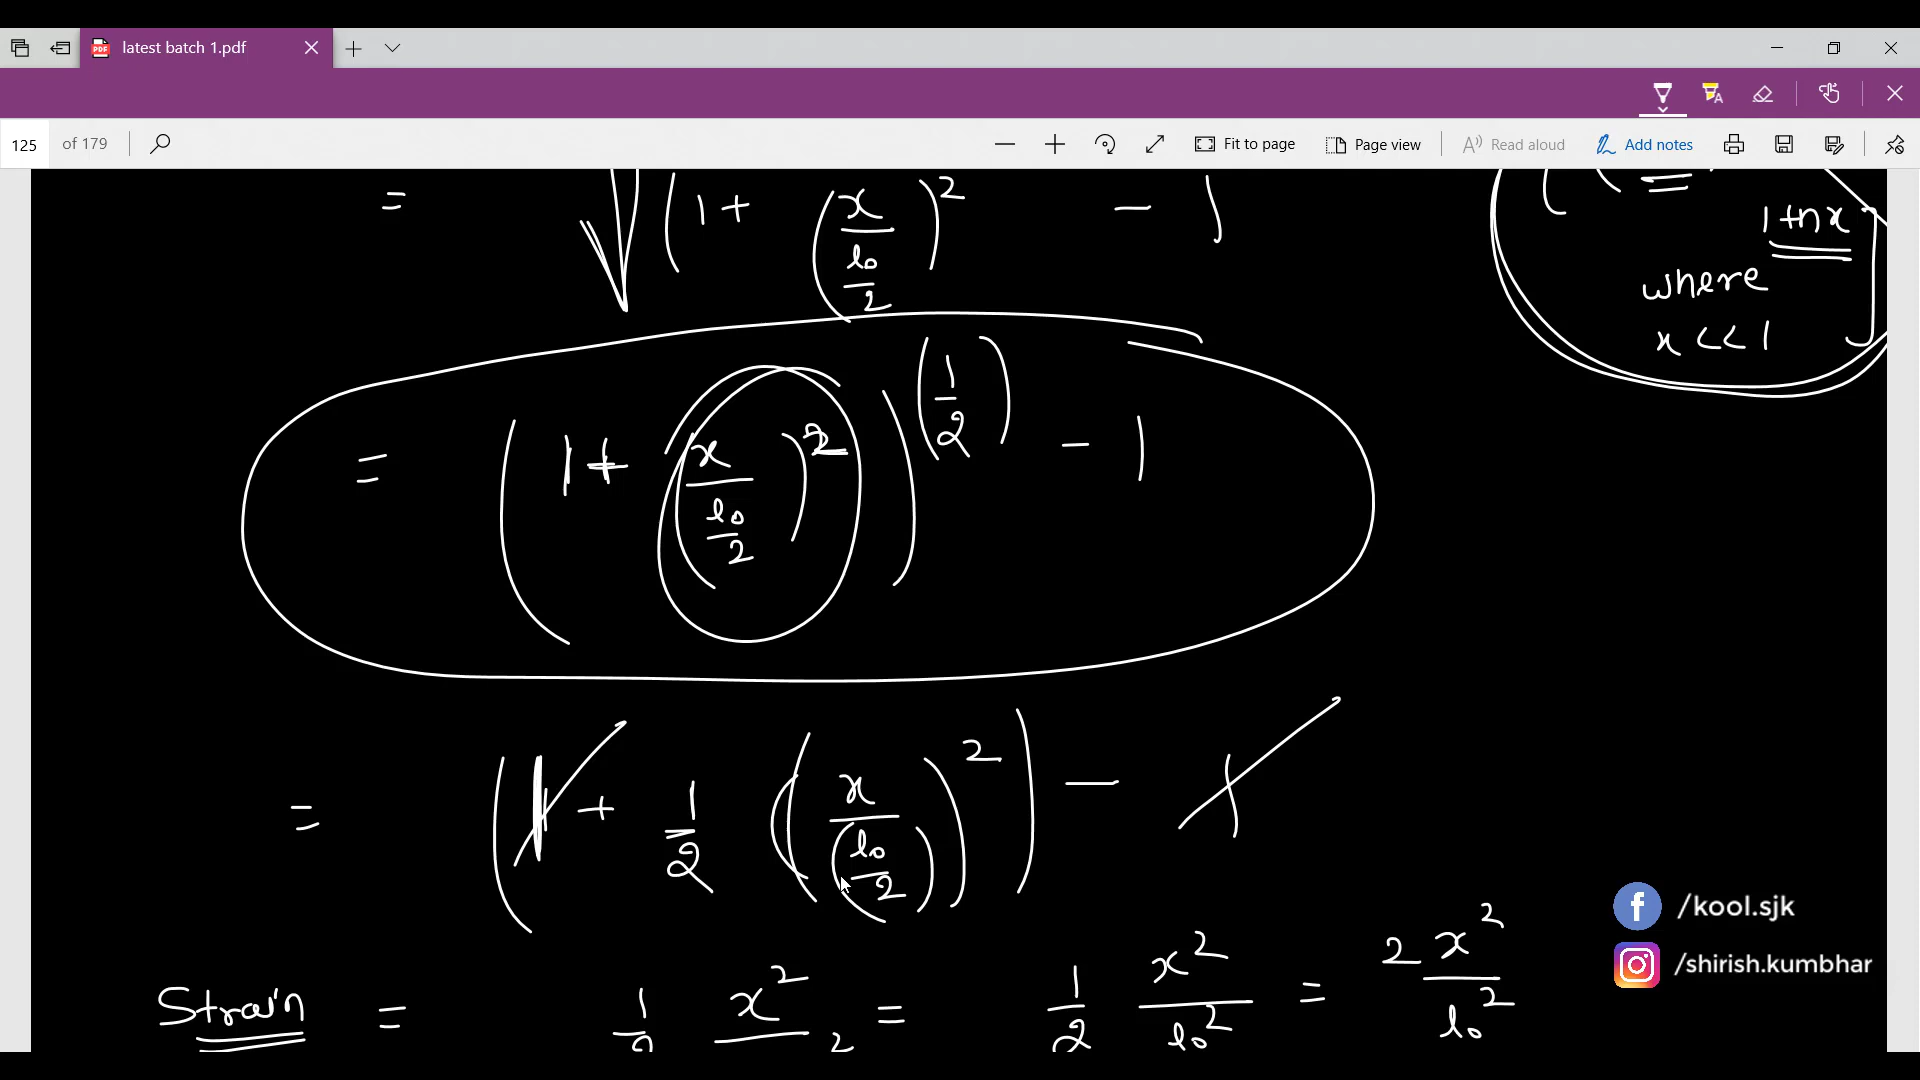 latest batch 1.pdf
125 of 179
Fit to page
Page view
Read aloud
Add notes
= √(1 + (x/(l₀/2))² - 1
1+nx
where
x << 1
= (1 + (x/(l₀/2))²)^(1/2) - 1
= (1 + 1/2 ((x/(l₀/2))²) - 1
Strain = 1/2 x² = 1/2 x²/l₀² = 2x²/l₀²
/kool.sjk
/shirish.kumbhar